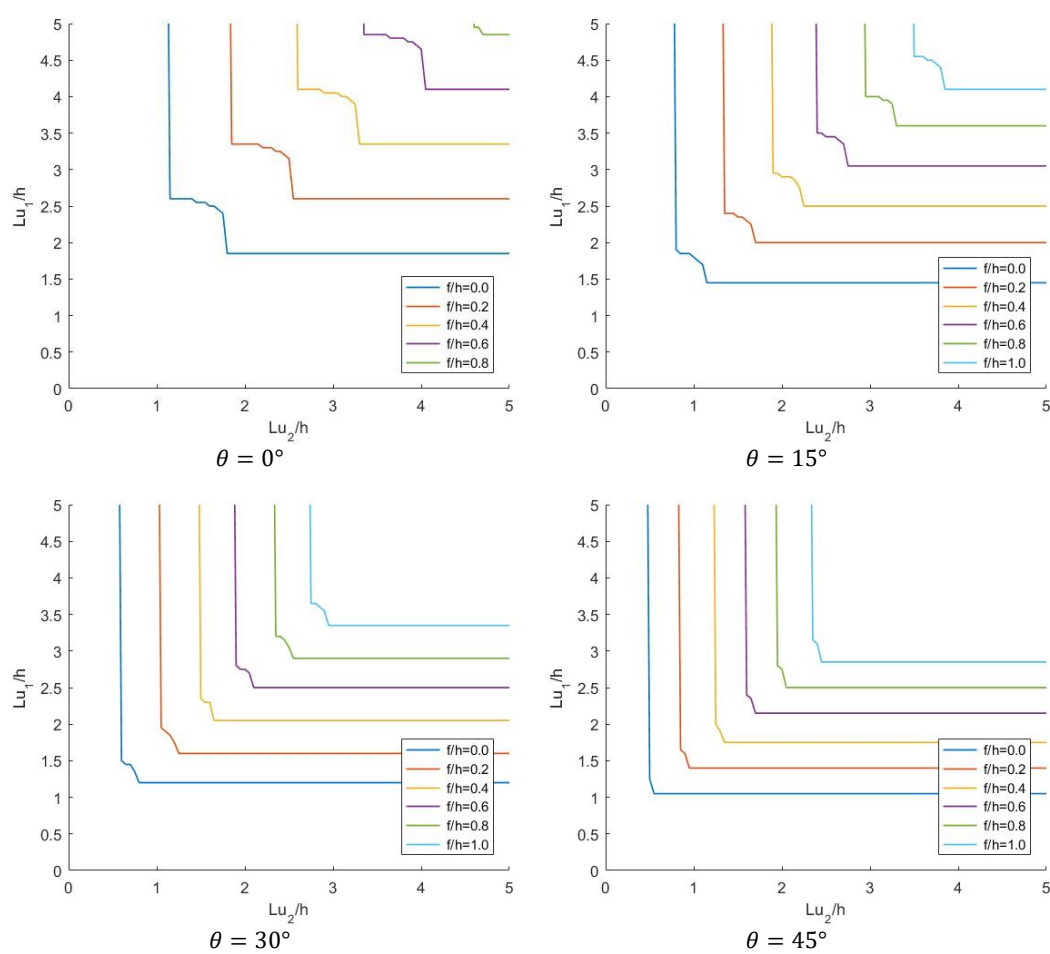 5
4.5
4
3.5
3
2.5
2
1.5
1
0.5
0
Lu₁/h
f/h=0.0
f/h=0.2
f/h=0.4
f/h=0.6
f/h=0.8
0 1 2 3 4 5
Lu₂/h
θ = 0°
5
4.5
4
3.5
3
2.5
2
1.5
1
0.5
0
Lu₁/h
f/h=0.0
f/h=0.2
f/h=0.4
f/h=0.6
f/h=0.8
f/h=1.0
0 1 2 3 4 5
Lu₂/h
θ = 15°
5
4.5
4
3.5
3
2.5
2
1.5
1
0.5
0
Lu₁/h
f/h=0.0
f/h=0.2
f/h=0.4
f/h=0.6
f/h=0.8
f/h=1.0
0 1 2 3 4 5
Lu₂/h
θ = 30°
5
4.5
4
3.5
3
2.5
2
1.5
1
0.5
0
Lu₁/h
f/h=0.0
f/h=0.2
f/h=0.4
f/h=0.6
f/h=0.8
f/h=1.0
0 1 2 3 4 5
Lu₂/h
θ = 45°